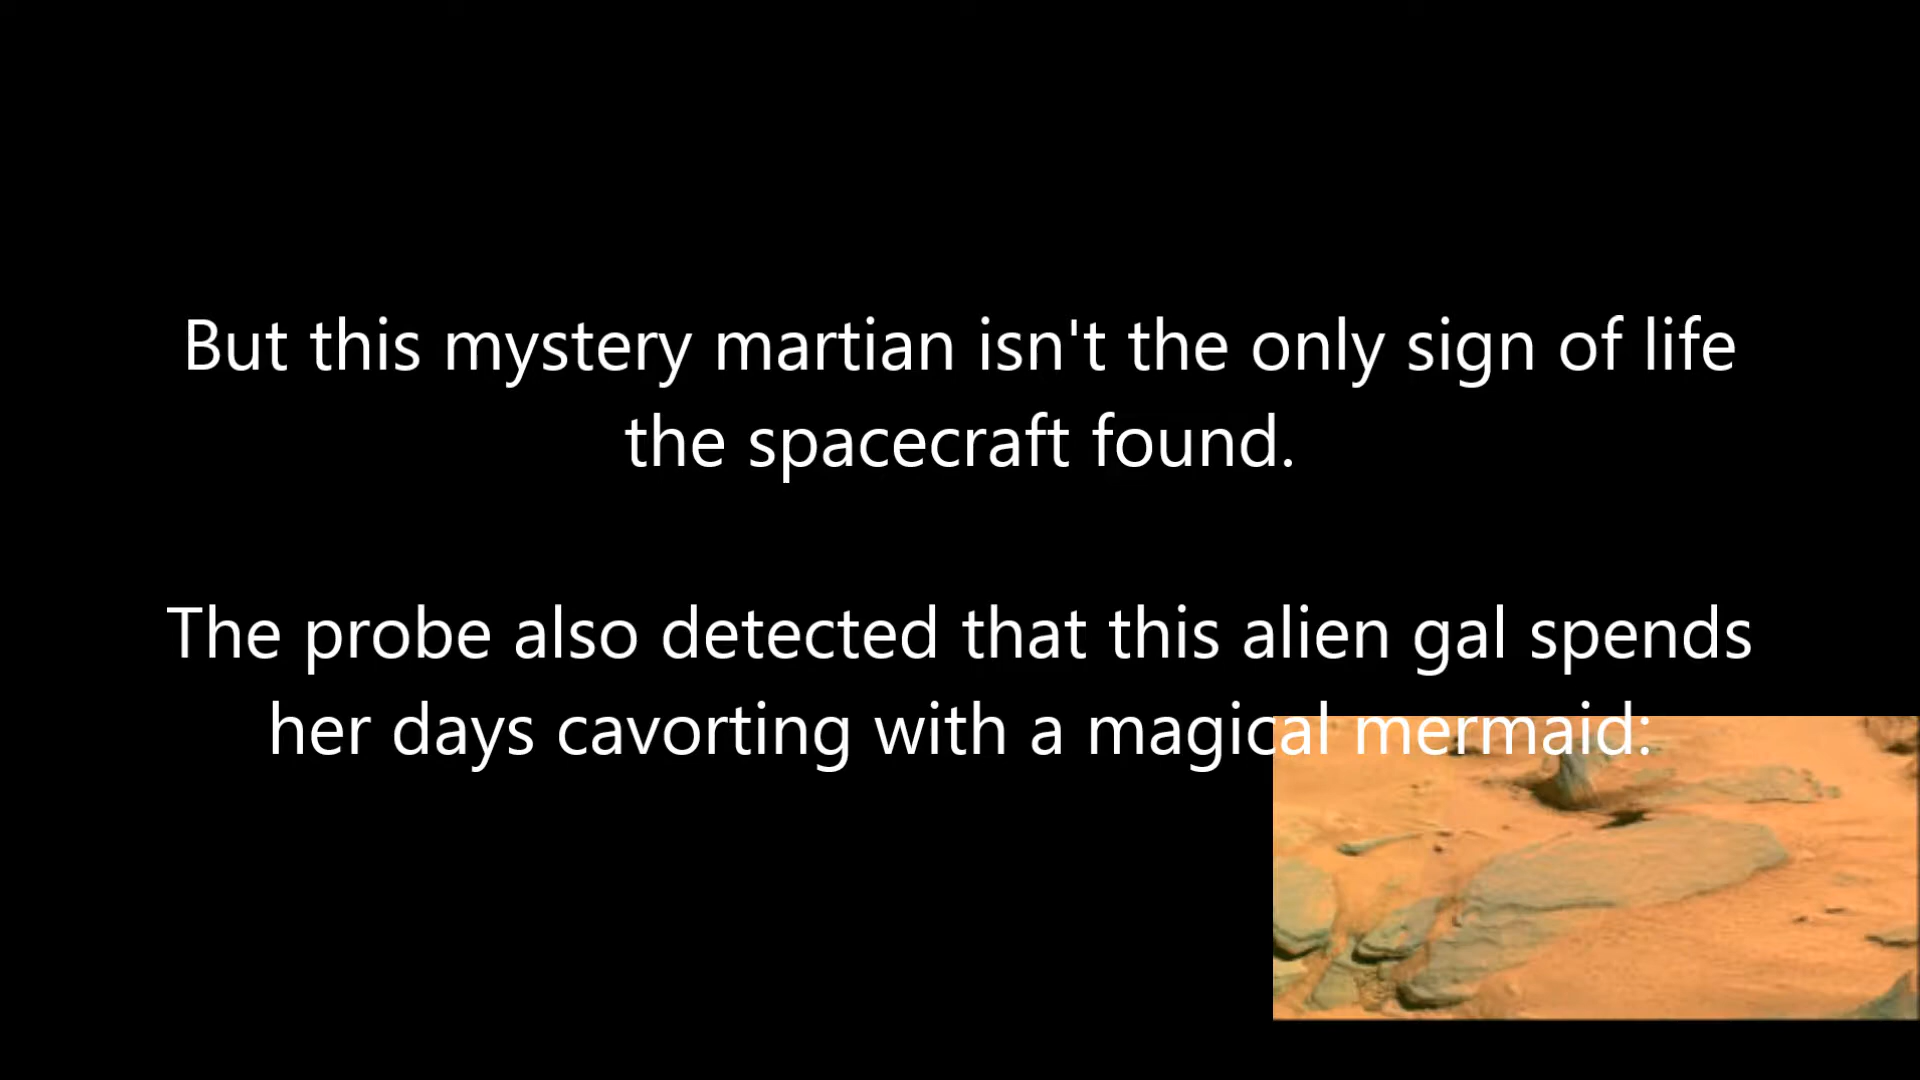 But this mystery martian isn't the only sign of life
the spacecraft found.
The probe also detected that this alien gal spends
her days cavorting with a magical mermaid: